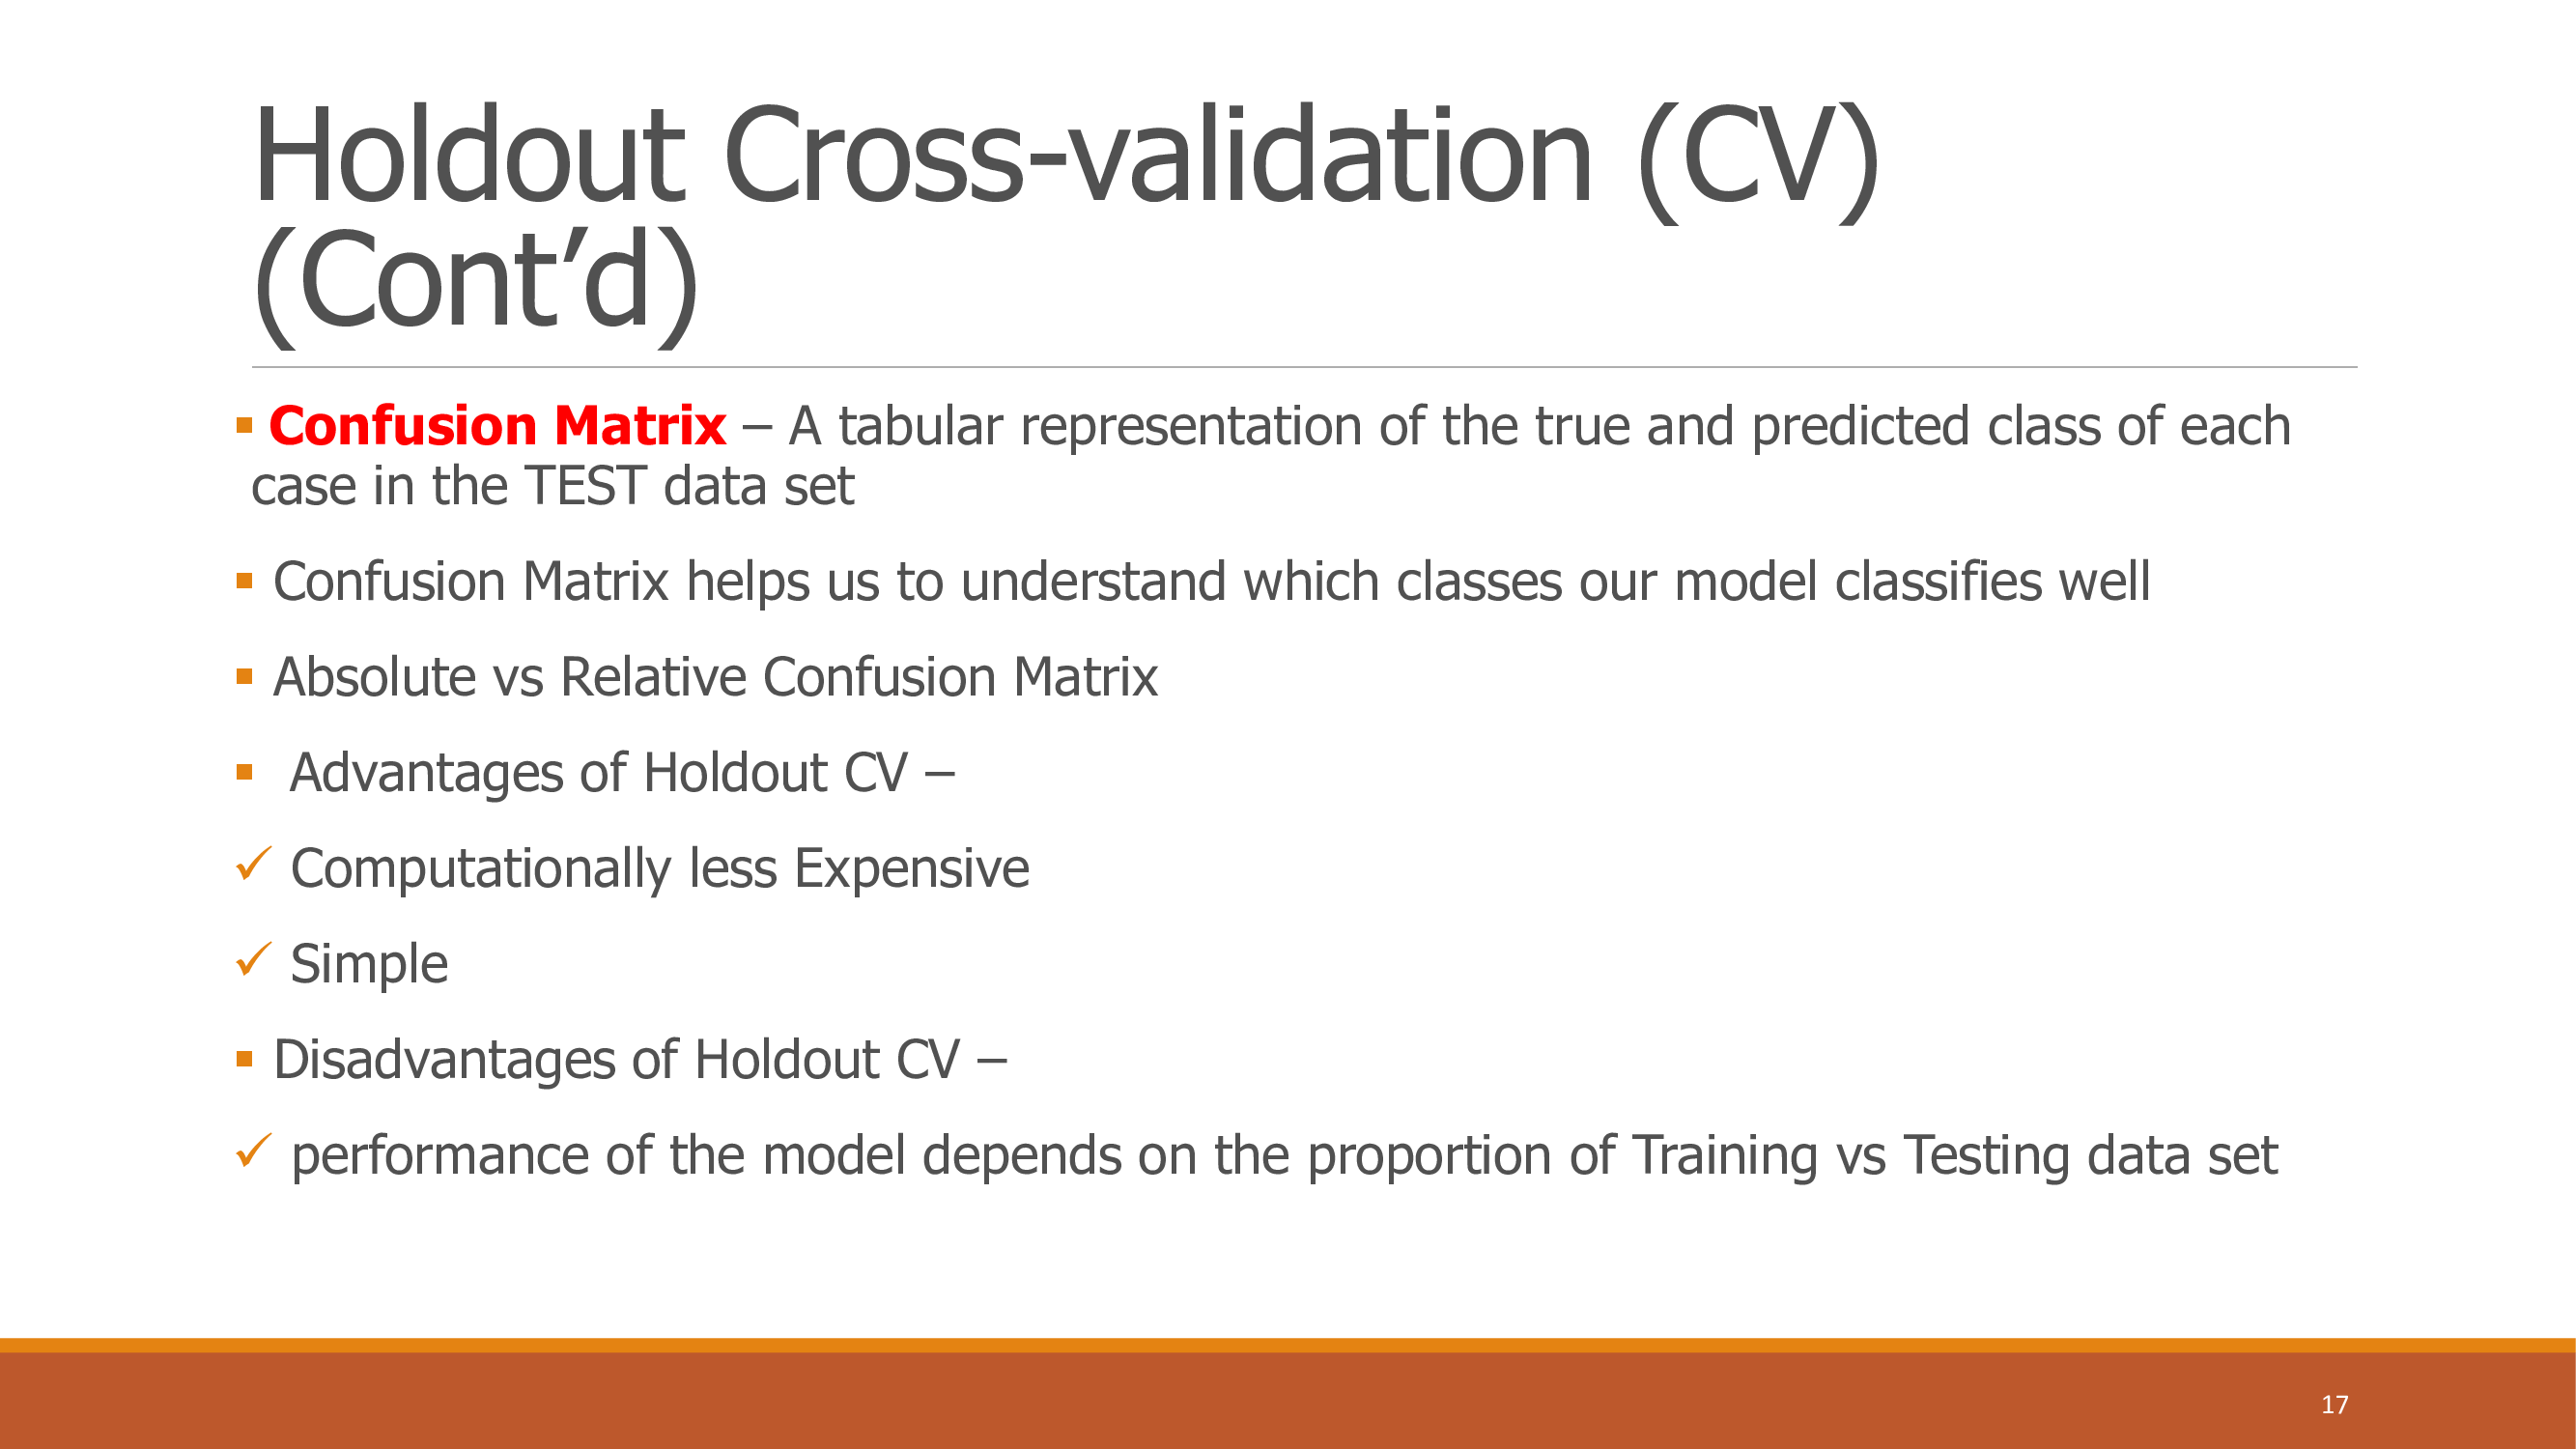 Holdout Cross-validation (CV)
(Cont’d)
▪ Confusion Matrix – A tabular representation of the true and predicted class of each
case in the TEST data set
▪ Confusion Matrix helps us to understand which classes our model classifies well
▪ Absolute vs Relative Confusion Matrix
▪ Advantages of Holdout CV –
✓ Computationally less Expensive
✓ Simple
▪ Disadvantages of Holdout CV –
✓ performance of the model depends on the proportion of Training vs Testing data set
17